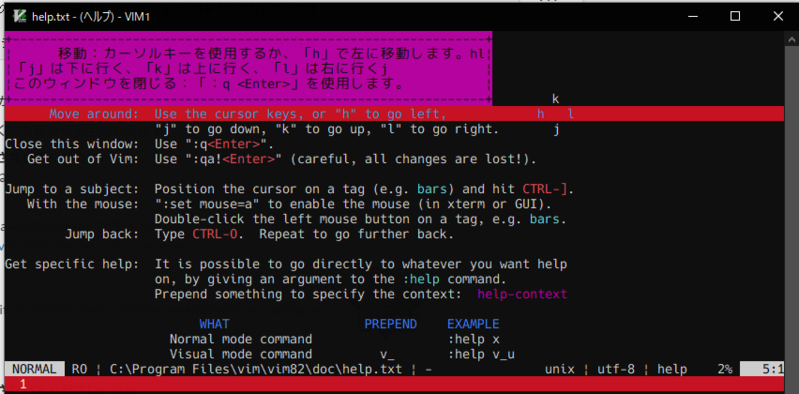 help.txt - (ヘルプ) - VIM1
移動：カーソルキーを使用するか、「h」で左に移動します。hl
「j」は下に行く、「k」は上に行く、「l」は右に行くj
このウィンドウを閉じる：「：q <Enter>」を使用します。
k
Move around: Use the cursor keys, or "h" to go left, h l
"j" to go down, "k" to go up, "l" to go right. j
Close this window: Use ":q<Enter>".
Get out of Vim: Use ":qa!<Enter>" (careful, all changes are lost!).
Jump to a subject: Position the cursor on a tag (e.g. bars) and hit CTRL-].
With the mouse: ":set mouse=a" to enable the mouse (in xterm or GUI).
Double-click the left mouse button on a tag, e.g. bars.
Jump back: Type CTRL-O. Repeat to go further back.
Get specific help: It is possible to go directly to whatever you want help
on, by giving an argument to the :help command.
Prepend something to specify the context: help-context
WHAT PREPEND EXAMPLE
Normal mode command :help x
Visual mode command v_ :help v_u
NORMAL RO ¦ C:\Program Files\vim\vim82\doc\help.txt ¦ - unix ¦ utf-8 ¦ help 2% 5:1
1